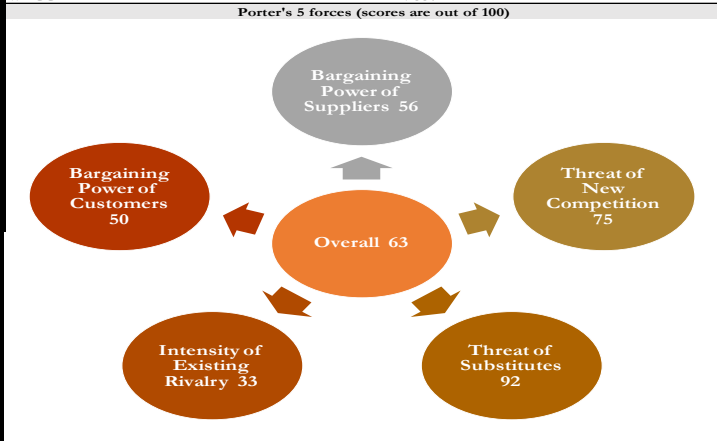 Porter's 5 forces (scores are out of 100)
Bargaining
Power of
Suppliers 56
Bargaining
Power of
Customers
50
Threat of
New
Competition
75
Overall 63
Intensity of
Existing
Rivalry 33
Threat of
Substitutes
92